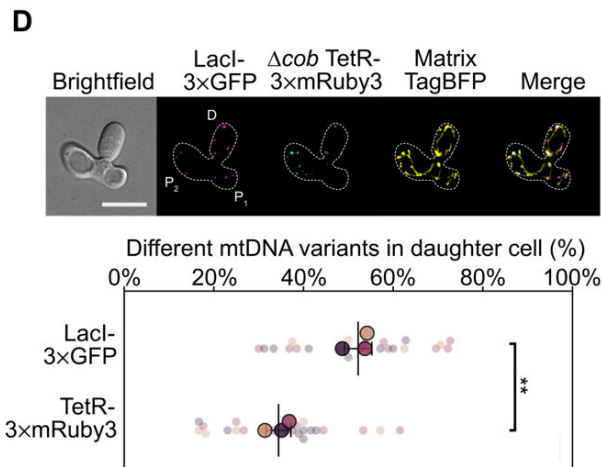 D
LacI-
3×GFP
Δcob TetR-
3×mRuby3
Matrix
TagBFP
Brightfield
Merge
D
P2
P1
Different mtDNA variants in daughter cell (%)
0% 20% 40% 60% 80% 100%
LacI-
3×GFP
**
TetR-
3×mRuby3